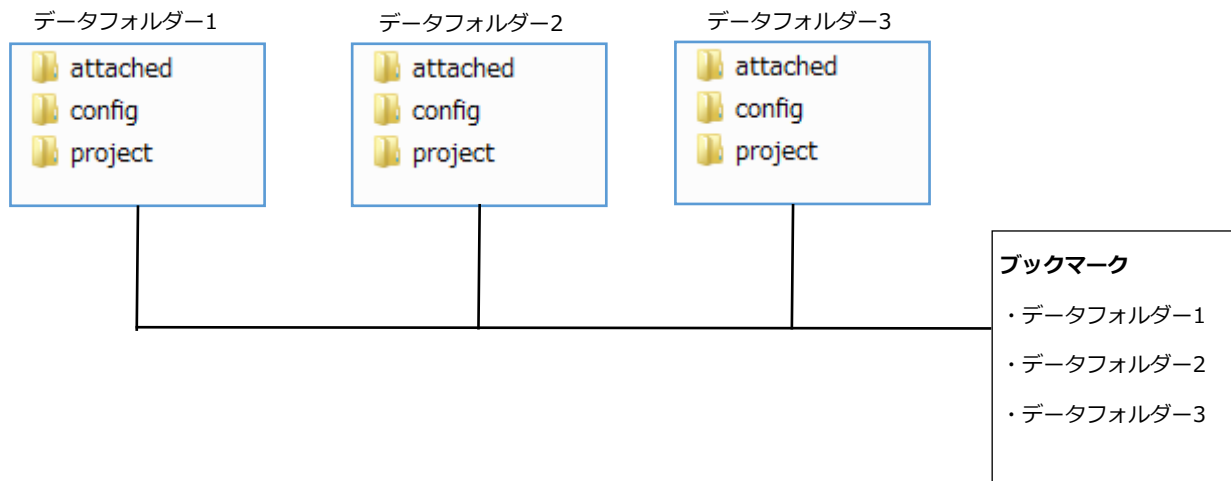 データフォルダー1
attached
config
project
データフォルダー2
attached
config
project
データフォルダー3
attached
config
project
ブックマーク
・データフォルダー1
・データフォルダー2
・データフォルダー3